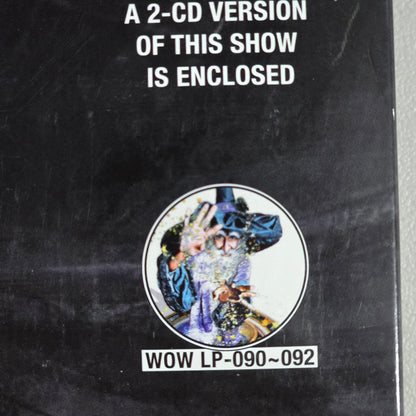 A 2-CD VERSION
OF THIS SHOW
IS ENCLOSED
WOW LP-090~092